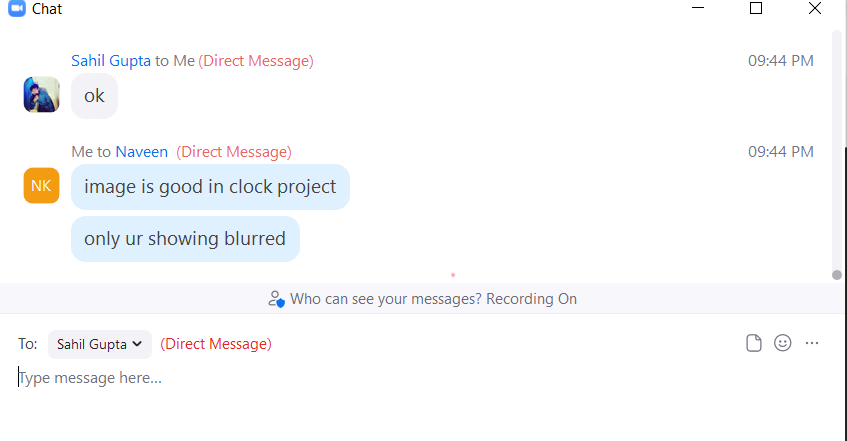 Chat
Sahil Gupta to Me (Direct Message) 09:44 PM
ok
Me to Naveen (Direct Message) 09:44 PM
NK
image is good in clock project
only ur showing blurred
Who can see your messages? Recording On
To: Sahil Gupta (Direct Message)
Type message here...